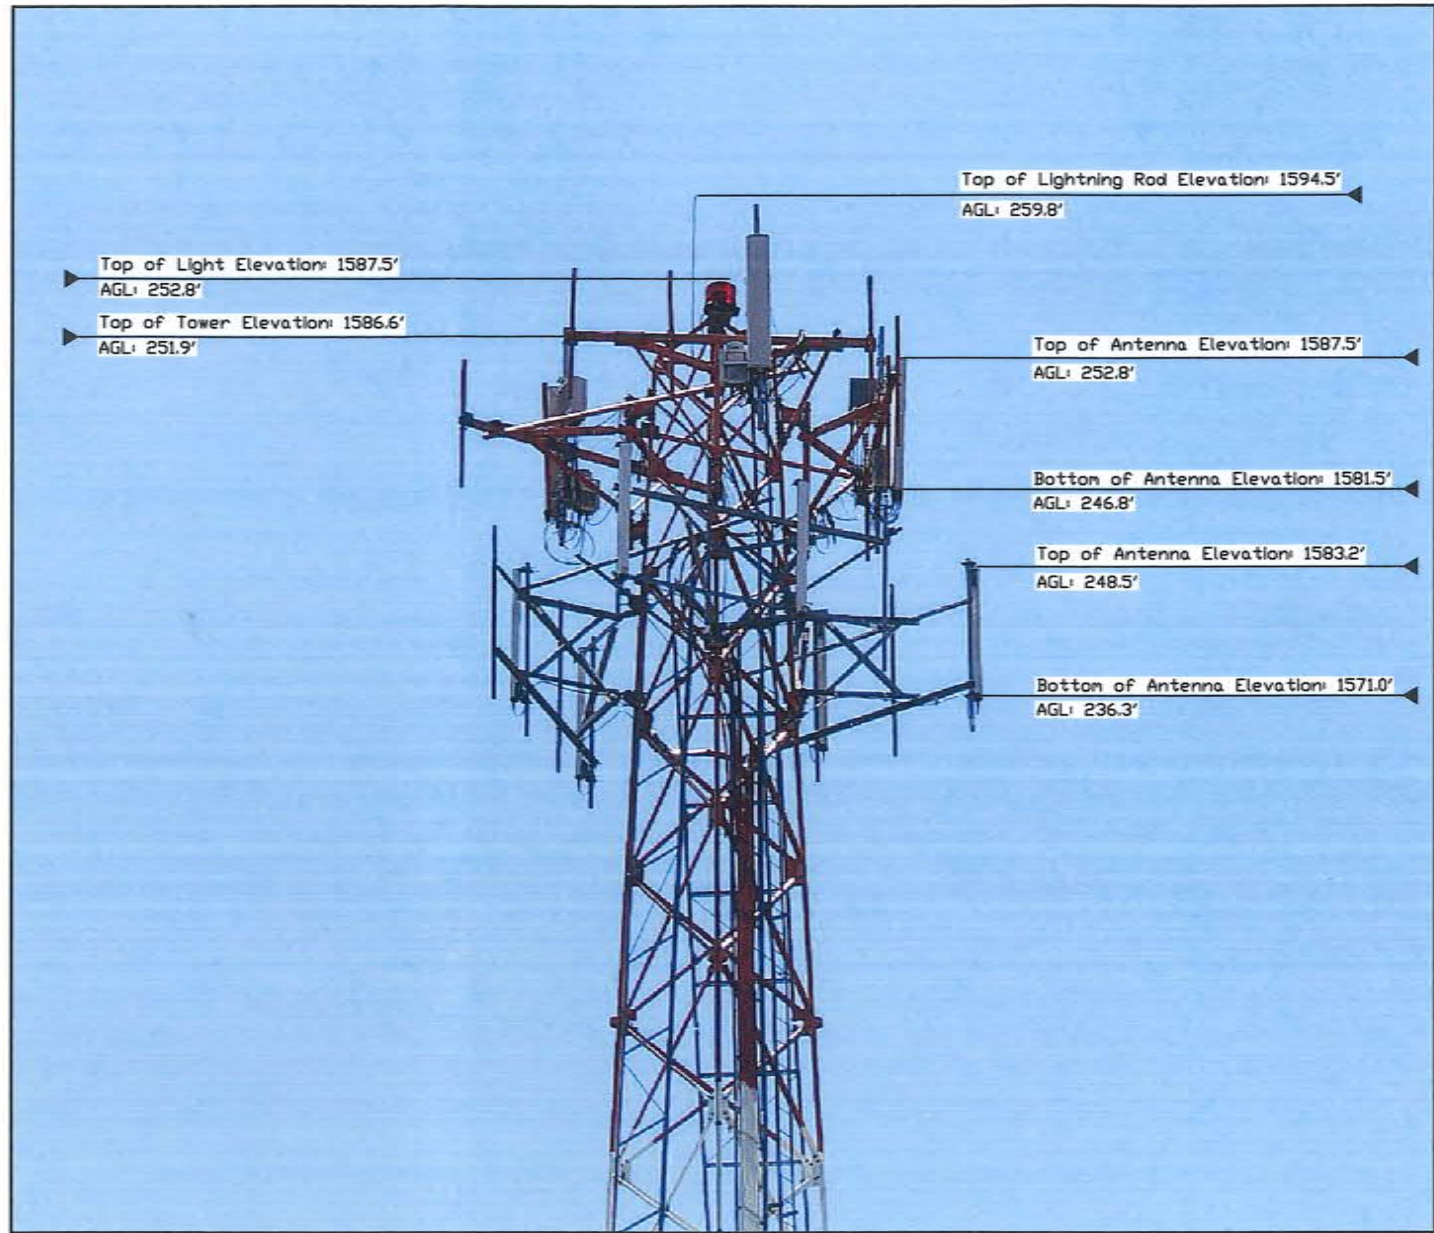 Top of Lightning Rod Elevation: 1594.5'
AGL: 259.8'
Top of Light Elevation: 1587.5'
AGL: 252.8'
Top of Tower Elevation: 1586.6'
AGL: 251.9'
Top of Antenna Elevation: 1587.5'
AGL: 252.8'
Bottom of Antenna Elevation: 1581.5'
AGL: 246.8'
Top of Antenna Elevation: 1583.2'
AGL: 248.5'
Bottom of Antenna Elevation: 1571.0'
AGL: 236.3'